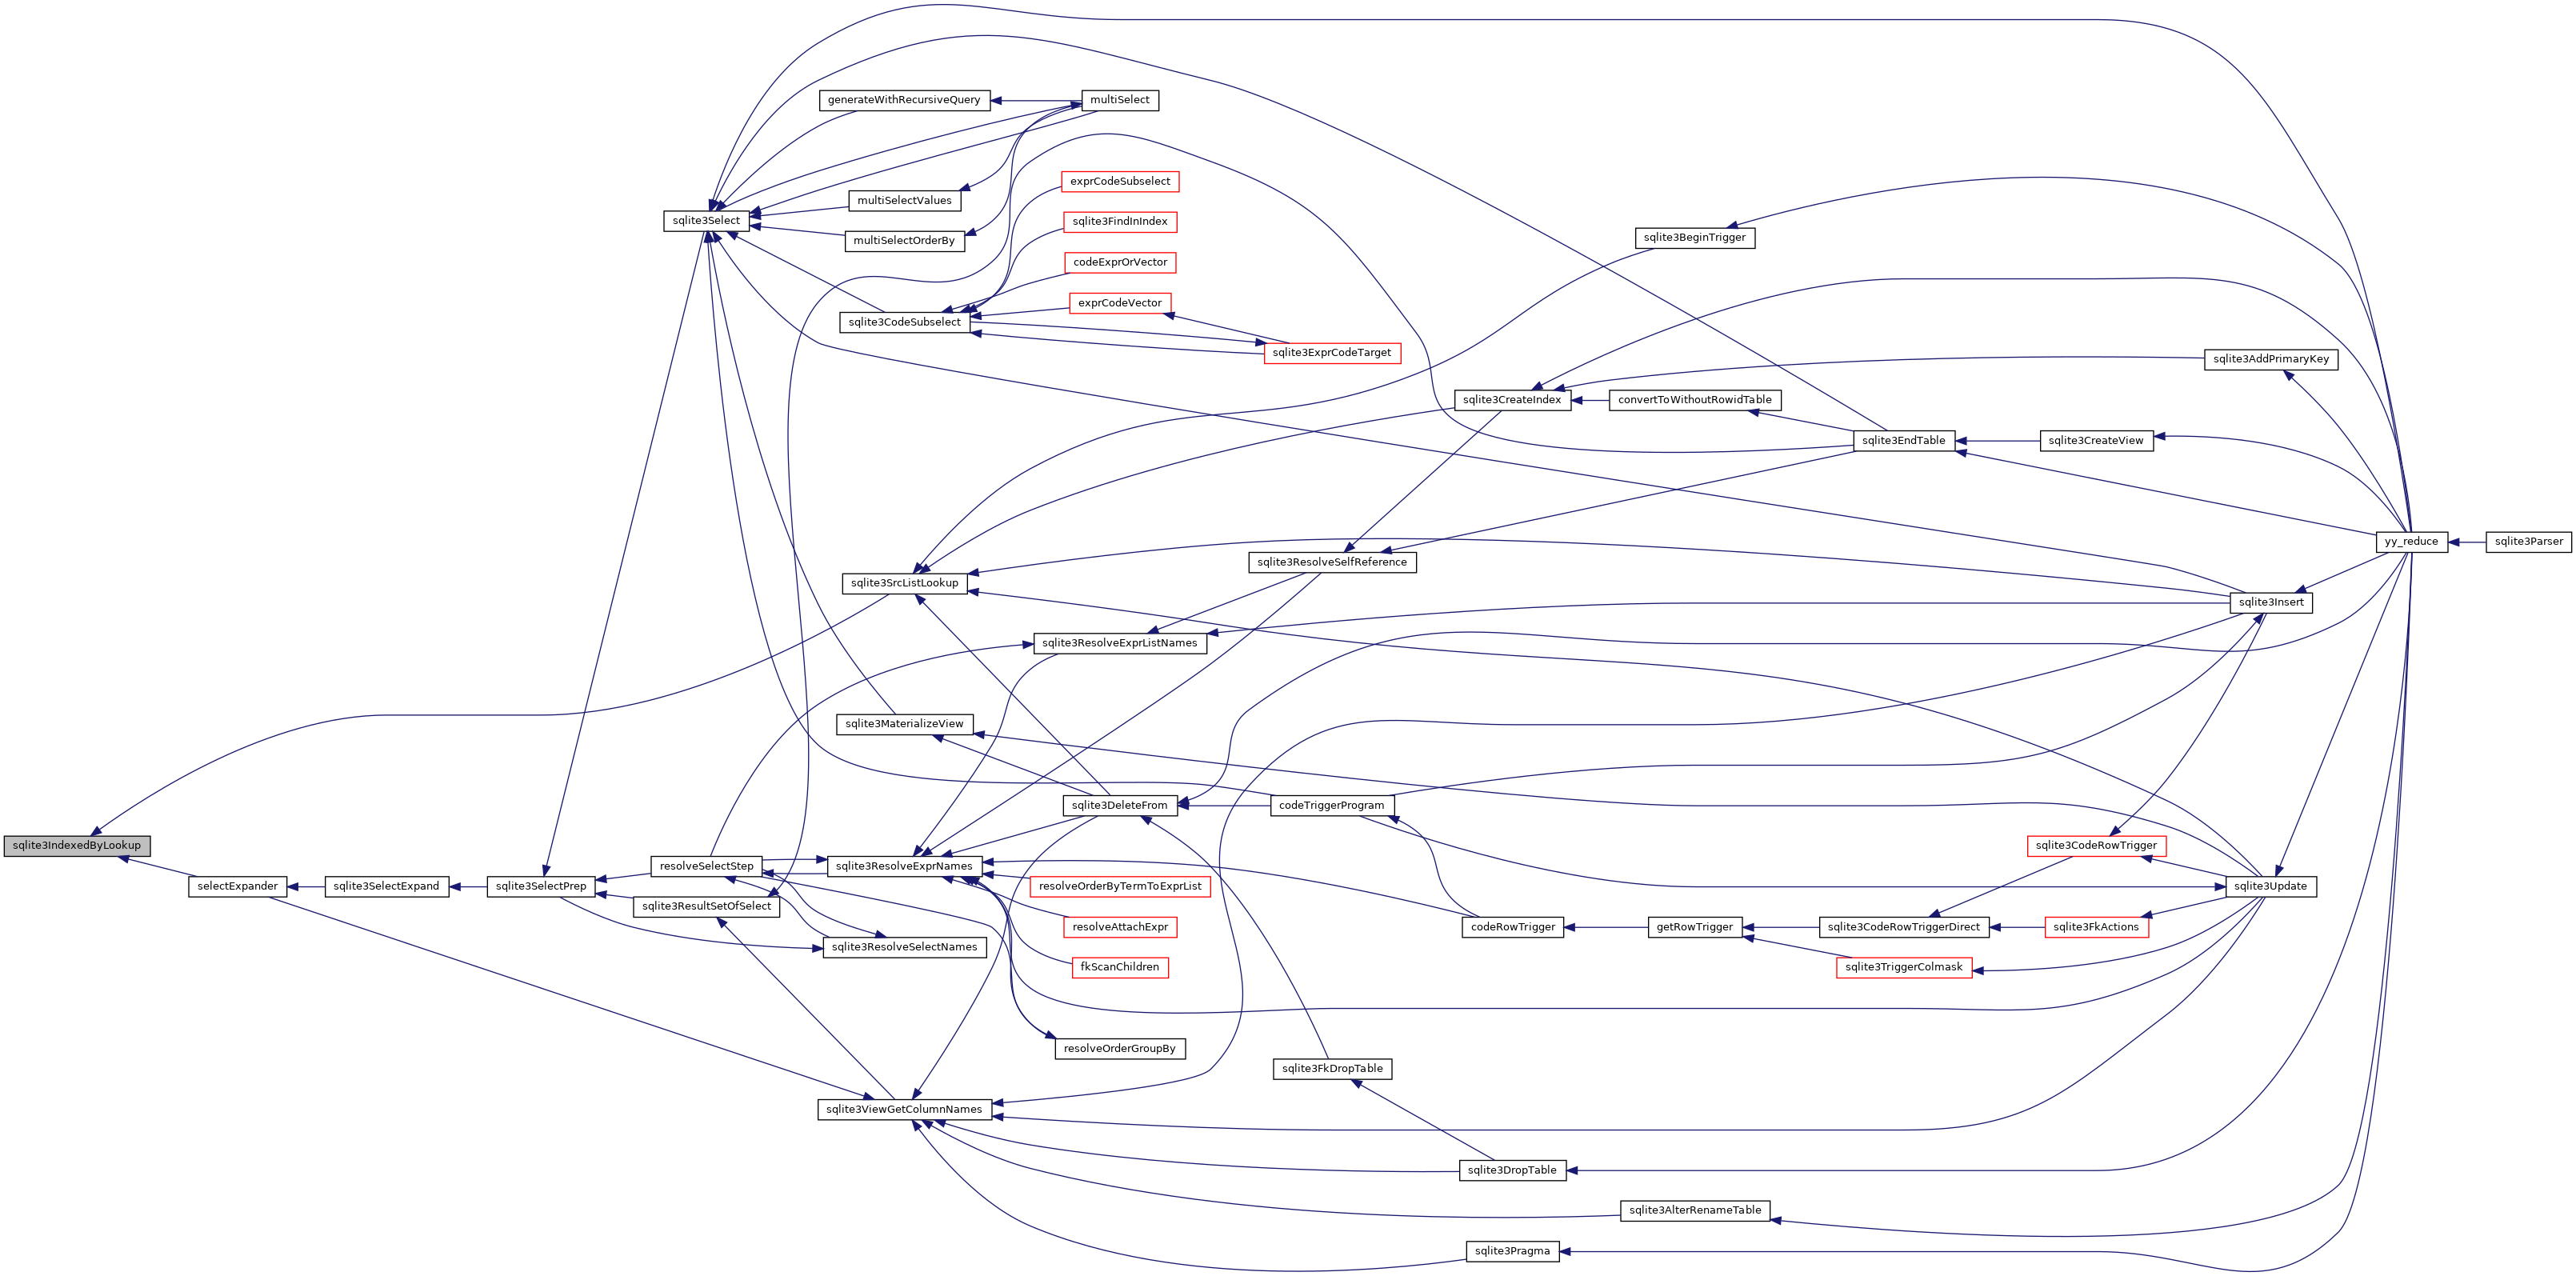 generateWithRecursiveQuery
multiSelect
exprCodeSubselect
multiSelectValues
sqlite3Select
sqlite3FindInIndex
multiSelectOrderBy
sqlite3BeginTrigger
codeExprOrVector
exprCodeVector
sqlite3CodeSubselect
sqlite3ExprCodeTarget
sqlite3AddPrimaryKey
sqlite3CreateIndex
convertToWithoutRowidTable
sqlite3EndTable
sqlite3CreateView
yy_reduce
sqlite3Parser
sqlite3ResolveSelfReference
sqlite3SrcListLookup
sqlite3Insert
sqlite3ResolveExprListNames
sqlite3MaterializeView
sqlite3DeleteFrom
codeTriggerProgram
sqlite3IndexedByLookup
sqlite3CodeRowTrigger
resolveSelectStep
sqlite3ResolveExprNames
selectExpander
sqlite3SelectExpand
sqlite3SelectPrep
resolveOrderByTermToExprList
sqlite3Update
sqlite3ResultSetOfSelect
resolveAttachExpr
codeRowTrigger
getRowTrigger
sqlite3CodeRowTriggerDirect
sqlite3FkActions
sqlite3ResolveSelectNames
fkScanChildren
sqlite3TriggerColmask
resolveOrderGroupBy
sqlite3FkDropTable
sqlite3ViewGetColumnNames
sqlite3DropTable
sqlite3AlterRenameTable
sqlite3Pragma